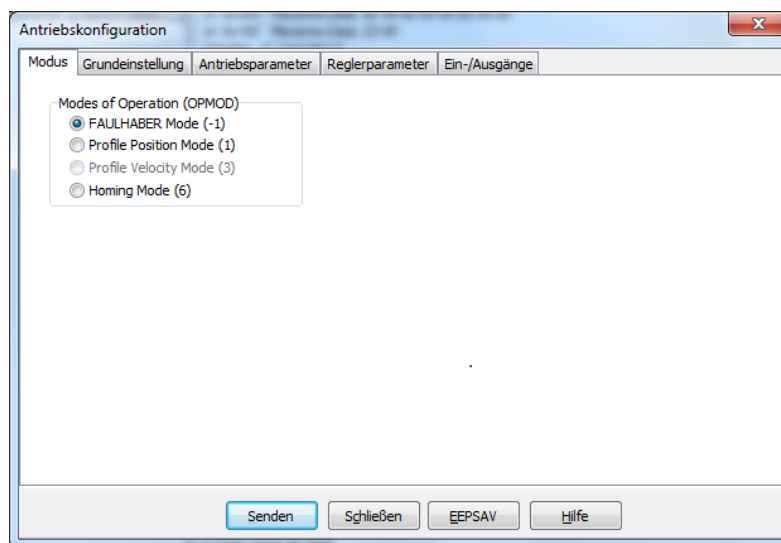 Antriebskonfiguration
Modus Grundeinstellung Antriebsparameter Reglerparameter Ein-/Ausgänge
Modes of Operation (OPMOD)
FAULHABER Mode (-1)
Profile Position Mode (1)
Profile Velocity Mode (3)
Homing Mode (6)
Senden Schließen EEPSAV Hilfe